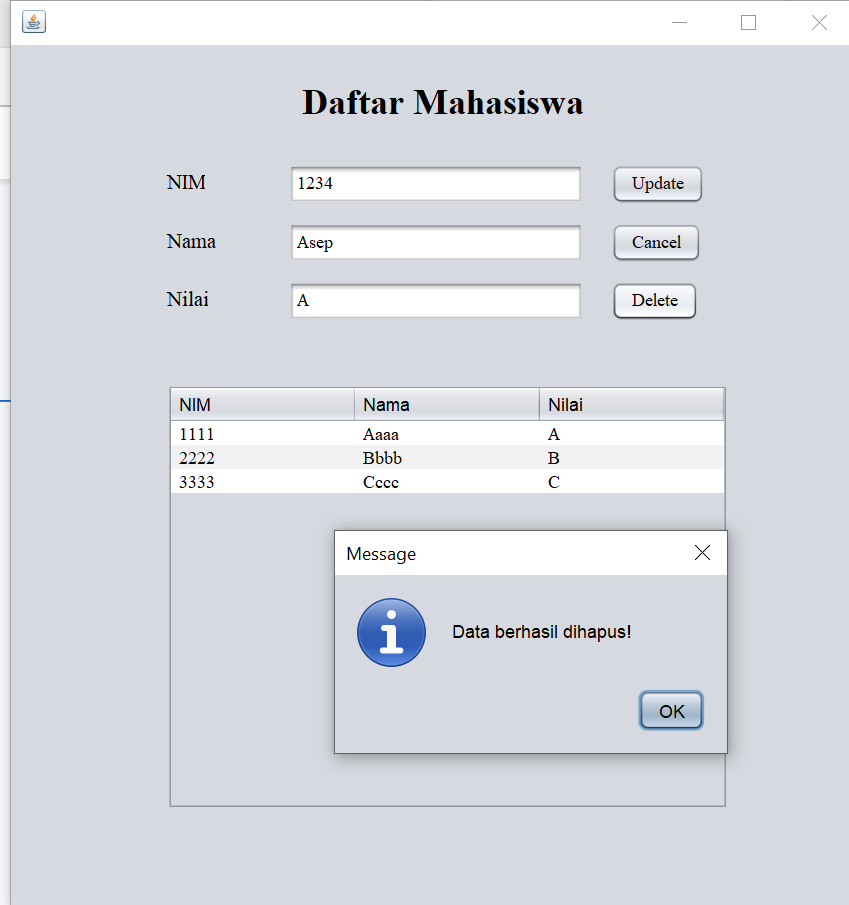 Daftar Mahasiswa
NIM 1234 Update
Nama Asep Cancel
Nilai A Delete
NIM Nama Nilai
1111 Aaaa A
2222 Bbbb B
3333 Cccc C
Message
Data berhasil dihapus!
OK